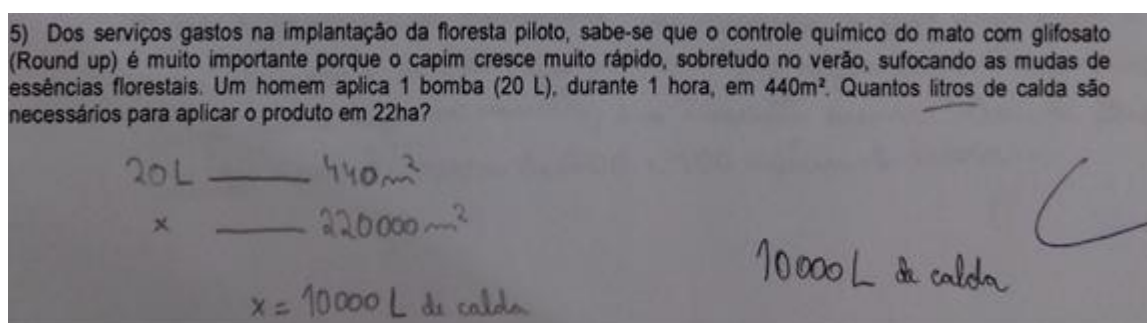 5) Dos serviços gastos na implantação da floresta piloto, sabe-se que o controle químico do mato com glifosato
(Round up) é muito importante porque o capim cresce muito rápido, sobretudo no verão, sufocando as mudas de
essências florestais. Um homem aplica 1 bomba (20 L), durante 1 hora, em 440m². Quantos litros de calda são
necessários para aplicar o produto em 22ha?
20L —— 440m²
x —— 220000m²
10000 L de calda
x = 10000 L de calda